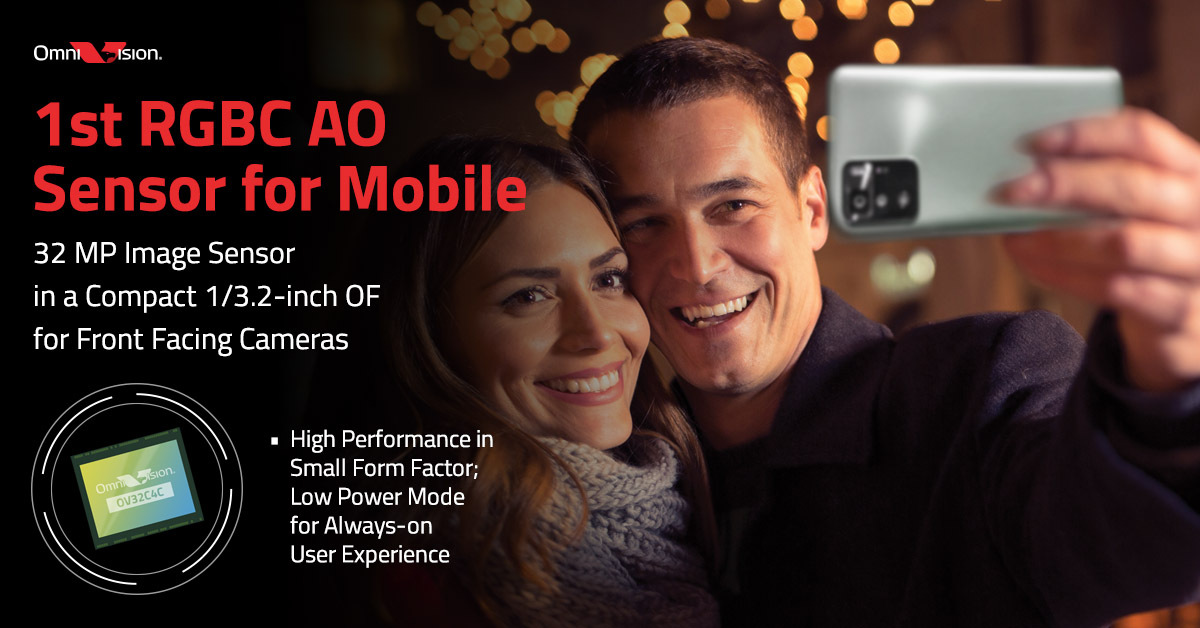 OmniVision®
1st RGBC AO
Sensor for Mobile
32 MP Image Sensor
in a Compact 1/3.2-inch OF
for Front Facing Cameras
OmniVision®
OV32C4C
▪ High Performance in
Small Form Factor;
Low Power Mode
for Always-on
User Experience